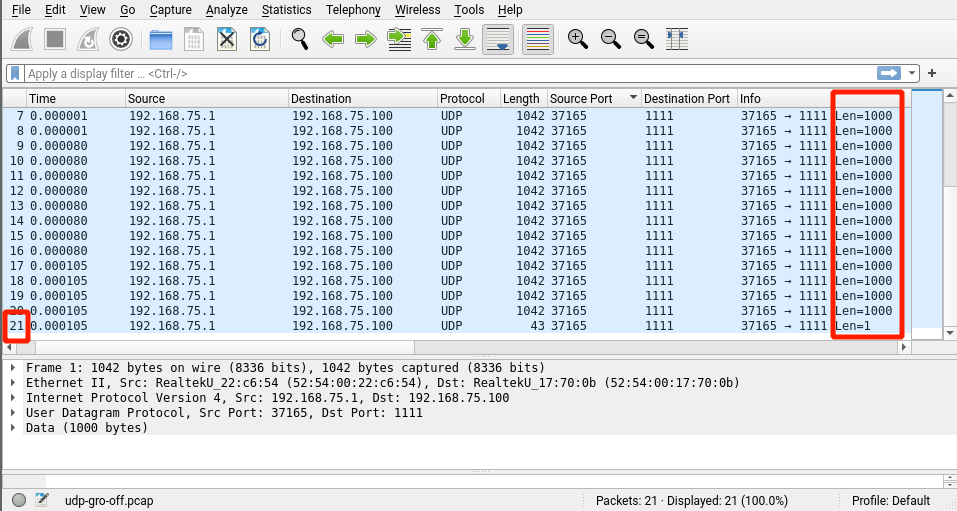 File Edit View Go Capture Analyze Statistics Telephony Wireless Tools Help
Apply a display filter … <Ctrl-/>
Time Source Destination Protocol Length Source Port Destination Port Info
7 0.000001 192.168.75.1 192.168.75.100 UDP 1042 37165 1111 37165 → 1111 Len=1000
8 0.000001 192.168.75.1 192.168.75.100 UDP 1042 37165 1111 37165 → 1111 Len=1000
9 0.000080 192.168.75.1 192.168.75.100 UDP 1042 37165 1111 37165 → 1111 Len=1000
10 0.000080 192.168.75.1 192.168.75.100 UDP 1042 37165 1111 37165 → 1111 Len=1000
11 0.000080 192.168.75.1 192.168.75.100 UDP 1042 37165 1111 37165 → 1111 Len=1000
12 0.000080 192.168.75.1 192.168.75.100 UDP 1042 37165 1111 37165 → 1111 Len=1000
13 0.000080 192.168.75.1 192.168.75.100 UDP 1042 37165 1111 37165 → 1111 Len=1000
14 0.000080 192.168.75.1 192.168.75.100 UDP 1042 37165 1111 37165 → 1111 Len=1000
15 0.000080 192.168.75.1 192.168.75.100 UDP 1042 37165 1111 37165 → 1111 Len=1000
16 0.000080 192.168.75.1 192.168.75.100 UDP 1042 37165 1111 37165 → 1111 Len=1000
17 0.000105 192.168.75.1 192.168.75.100 UDP 1042 37165 1111 37165 → 1111 Len=1000
18 0.000105 192.168.75.1 192.168.75.100 UDP 1042 37165 1111 37165 → 1111 Len=1000
19 0.000105 192.168.75.1 192.168.75.100 UDP 1042 37165 1111 37165 → 1111 Len=1000
20 0.000105 192.168.75.1 192.168.75.100 UDP 1042 37165 1111 37165 → 1111 Len=1000
21 0.000105 192.168.75.1 192.168.75.100 UDP 43 37165 1111 37165 → 1111 Len=1
Frame 1: 1042 bytes on wire (8336 bits), 1042 bytes captured (8336 bits)
Ethernet II, Src: RealtekU_22:c6:54 (52:54:00:22:c6:54), Dst: RealtekU_17:70:0b (52:54:00:17:70:0b)
Internet Protocol Version 4, Src: 192.168.75.1, Dst: 192.168.75.100
User Datagram Protocol, Src Port: 37165, Dst Port: 1111
Data (1000 bytes)
udp-gro-off.pcap Packets: 21 · Displayed: 21 (100.0%) Profile: Default